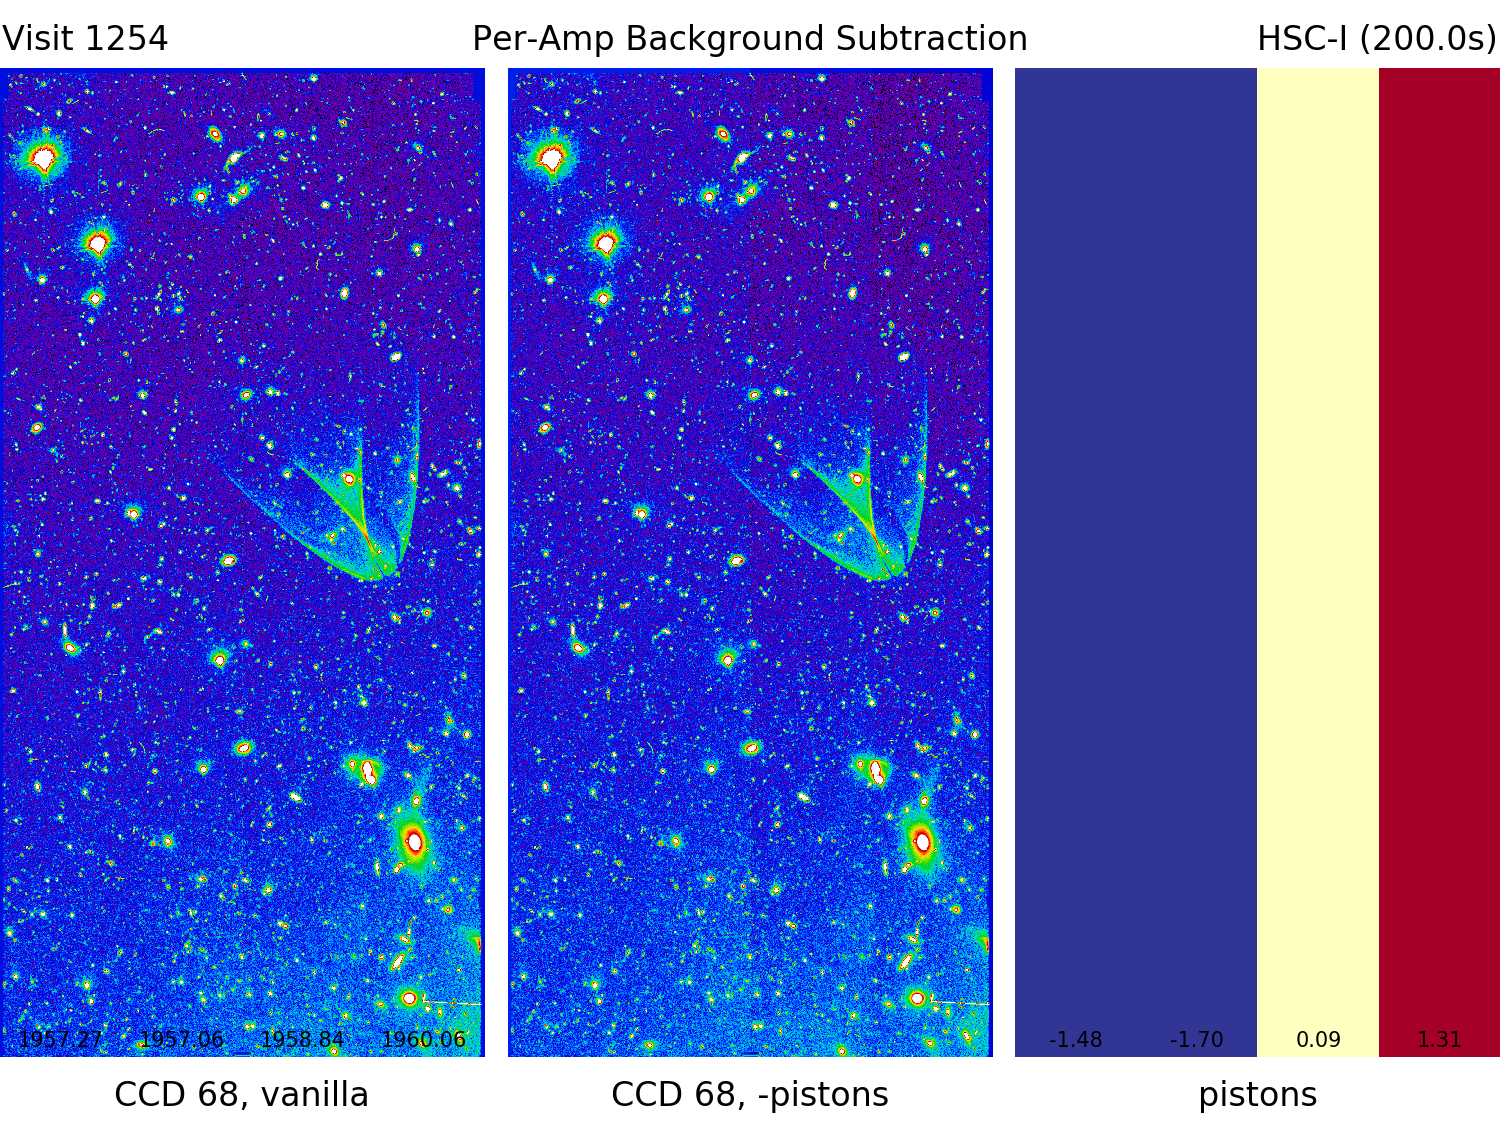 Visit 1254 Per-Amp Background Subtraction HSC-I (200.0s)
1957.27 1957.06 1958.84 1960.06 -1.48 -1.70 0.09 1.31
CCD 68, vanilla CCD 68, -pistons pistons